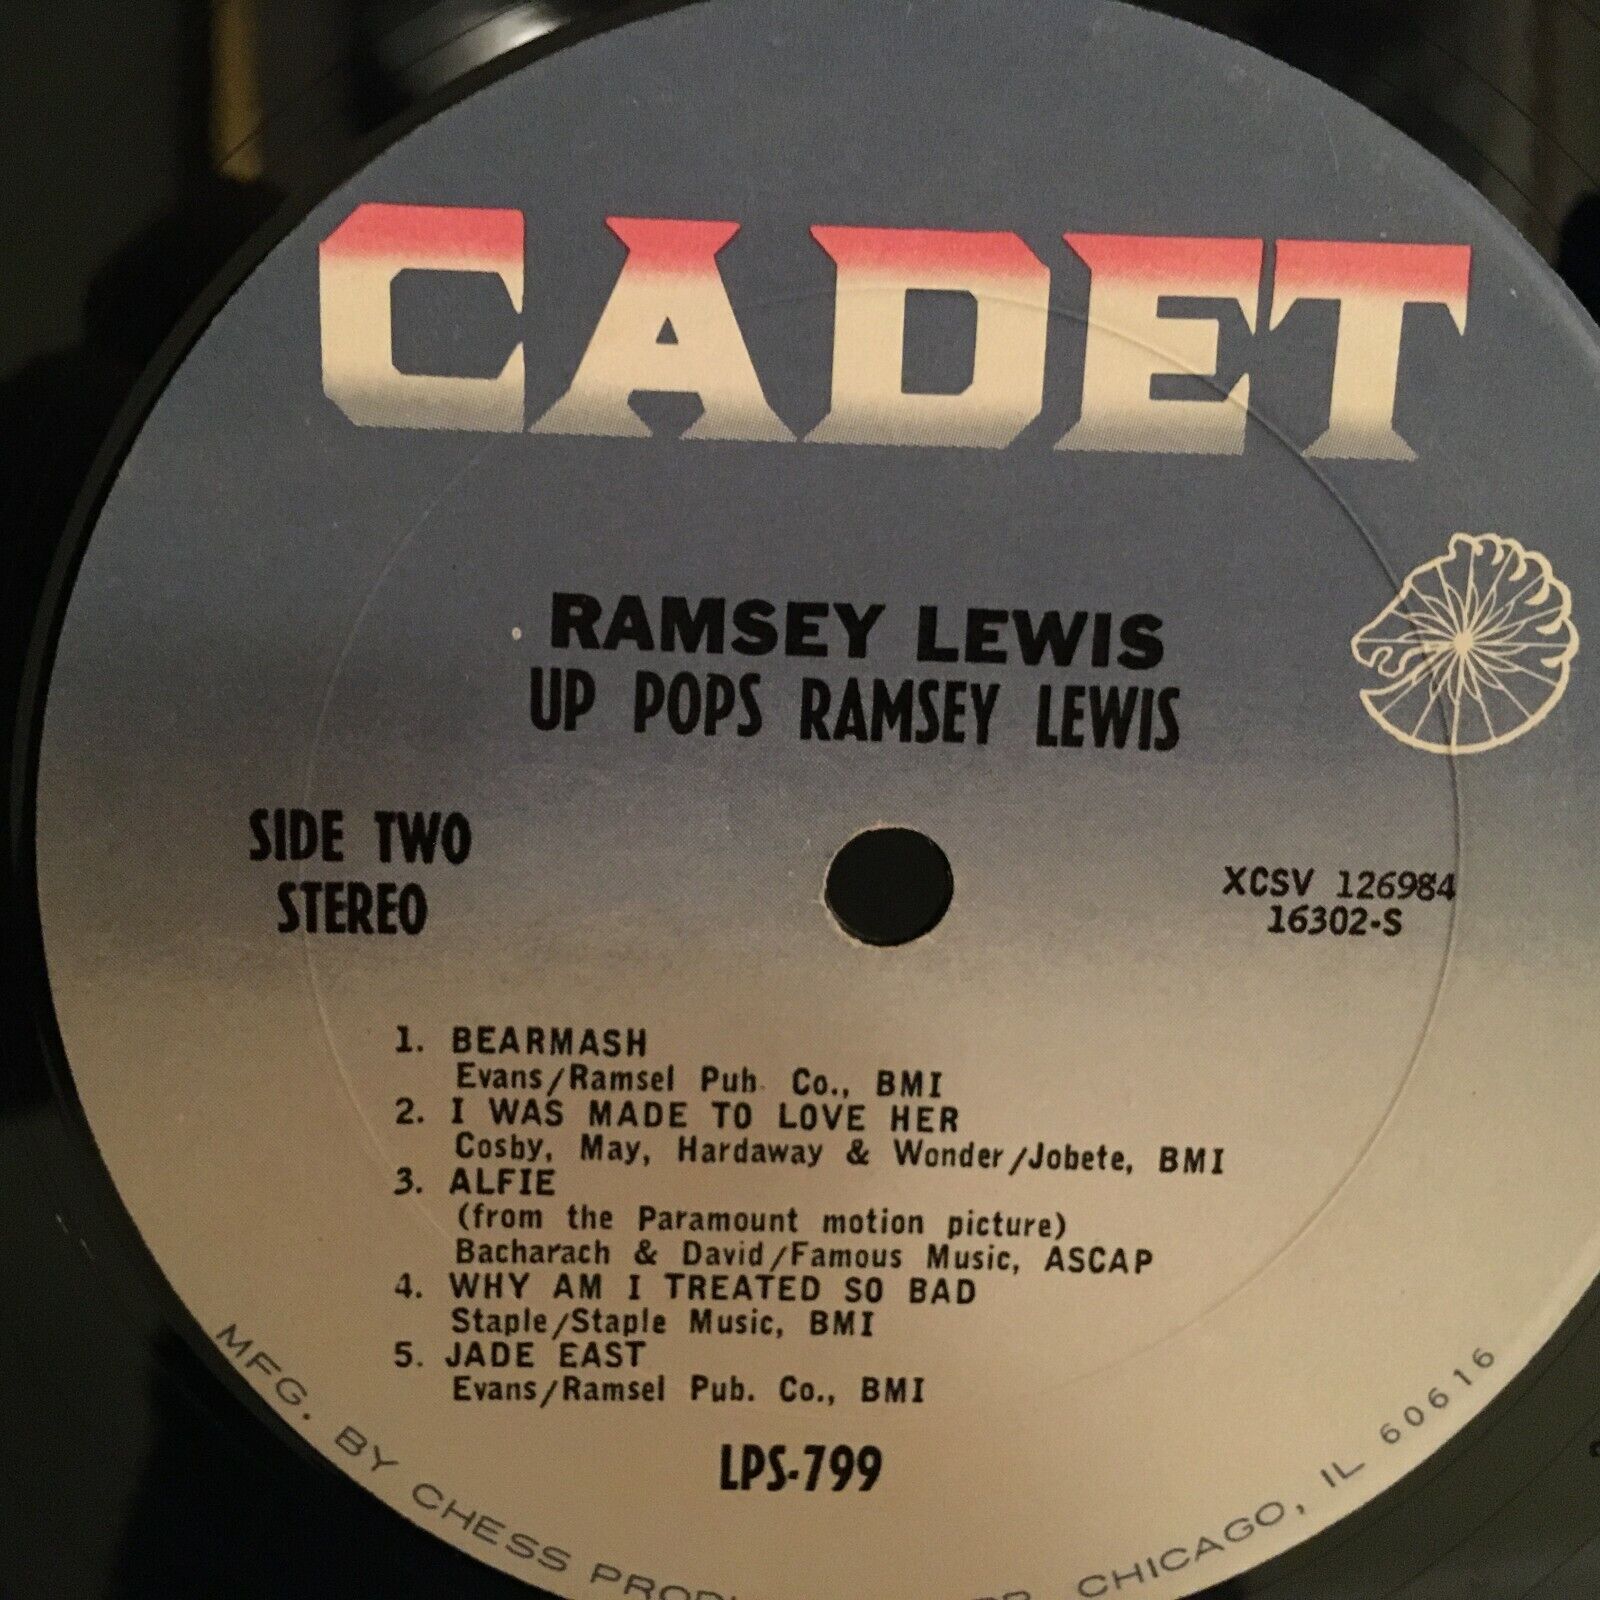 CADET
RAMSEY LEWIS
UP POPS RAMSEY LEWIS
SIDE TWO
STEREO
XCSV 126984
16302-S
1. BEARMASH
Evans/Ramsel Pub. Co., BMI
2. I WAS MADE TO LOVE HER
Cosby, May, Hardaway & Wonder/Jobete, BMI
3. ALFIE
(from the Paramount motion picture)
Bacharach & David/Famous Music, ASCAP
4. WHY AM I TREATED SO BAD
Staple/Staple Music, BMI
5. JADE EAST
Evans/Ramsel Pub. Co., BMI
LPS-799
MFG. BY CHESS CHICAGO, IL 60616